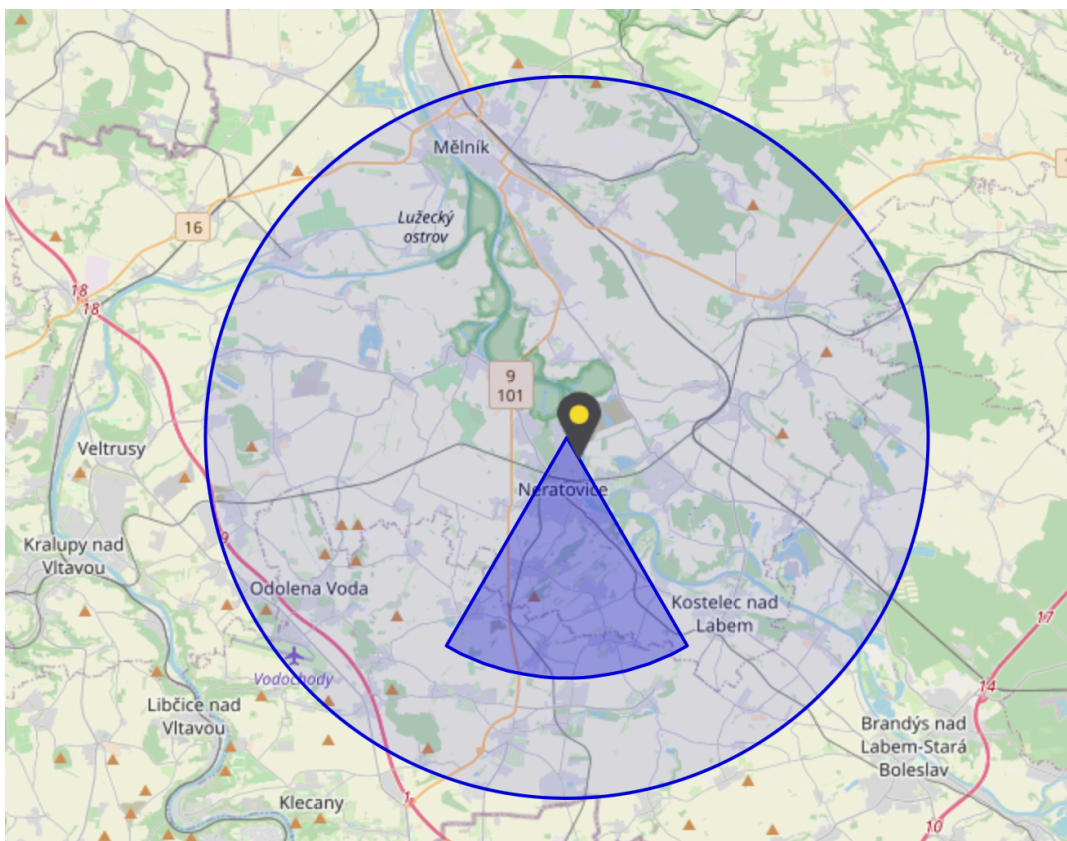 Mělník
Lužecký
ostrov
16
18
18
9
101
Veltrusy
Neratovice
Kralupy nad
Vltavou
9
Odolena Voda
Kostelec nad
Labem
17
Vodochody
14
Libčice nad
Vltavou
Brandýs nad
Labem-Stará
Boleslav
Klecany
1
10